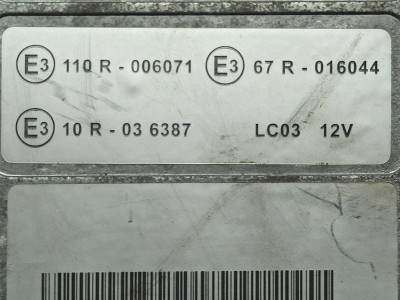 E3 110 R - 006071 E3 67 R - 016044
E3 10 R - 03 6387 LC03 12V